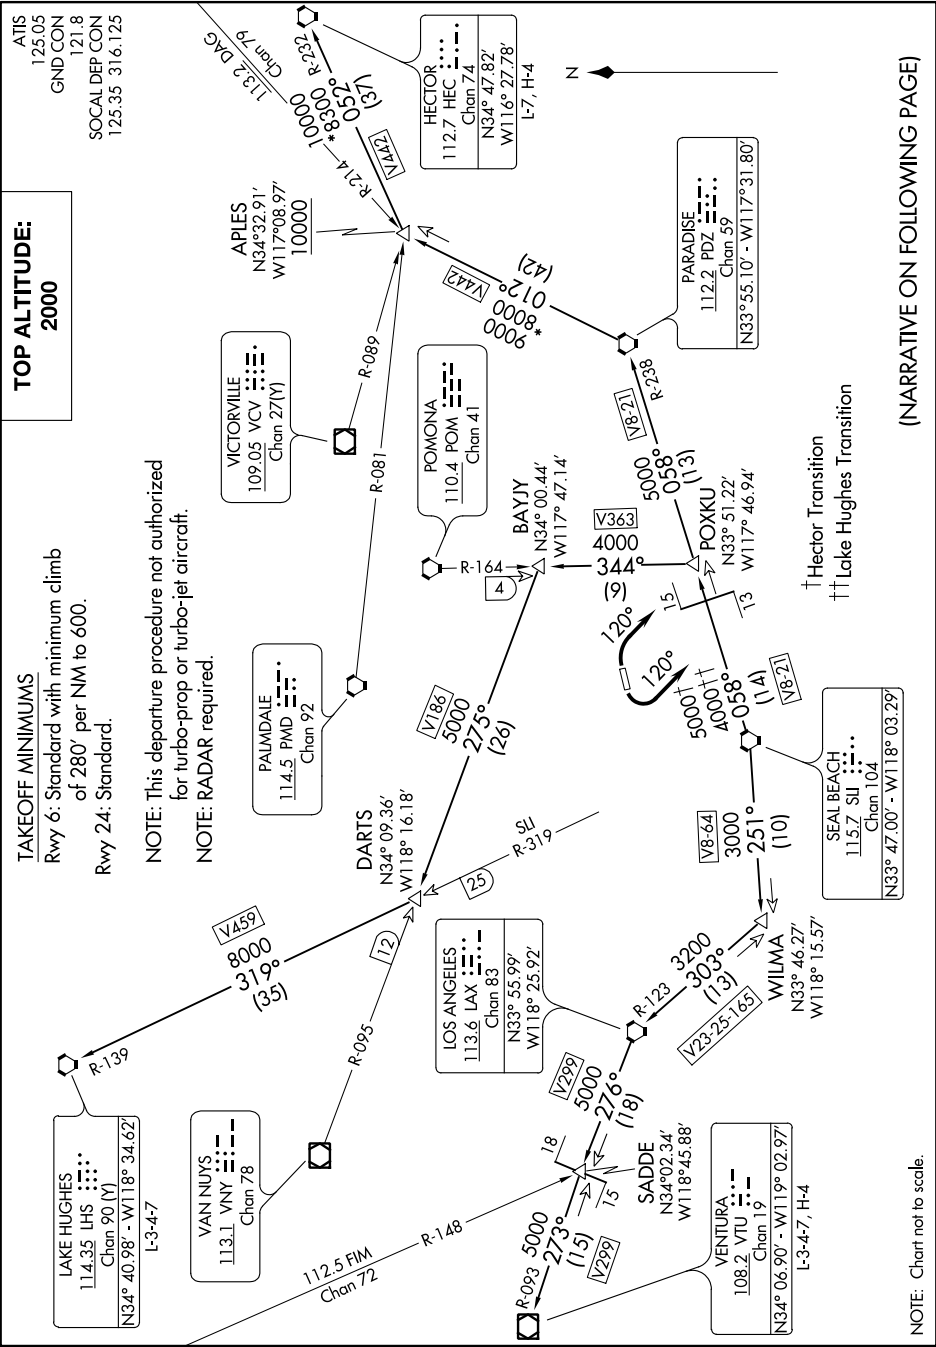 TOP ALTITUDE:
2000
ATIS
125.05
GND CON
121.8
SOCAL DEP CON
125.35 316.125
TAKEOFF MINIMUMS
Rwy 6: Standard with minimum climb
of 280' per NM to 600.
Rwy 24: Standard.
NOTE: This departure procedure not authorized
for turbo-prop or turbo-jet aircraft.
NOTE: RADAR required.
LAKE HUGHES
114.35 LHS
Chan 90 (Y)
N34° 40.98' - W118° 34.62'
L-3-4-7
R-139
V459
8000
319°
(35)
VAN NUYS
113.1 VNY
Chan 78
R-095
12
112.5 FIM
Chan 72
R-148
PALMDALE
114.5 PMD
Chan 92
R-081
VICTORVILLE
109.05 VCV
Chan 27(Y)
R-089
APLES
N34°32.91'
W117°08.97'
10000
113.2 DAG
Chan 79
R-214
R-232
10000
*8300
052°
(37)
V442
HECTOR
112.7 HEC
Chan 74
N34° 47.82'
W116° 27.78'
L-7, H-4
N
DARTS
N34° 09.36'
W118° 16.18'
SLI
R-319
25
V186
5000
275°
(26)
POMONA
110.4 POM
Chan 41
R-164
4
BAYJY
N34° 00.44'
W117° 47.14'
V363
4000
344°
(9)
V442
9000
*8000
012°
(42)
PARADISE
112.2 PDZ
Chan 59
N33°55.10' - W117°31.80'
R-238
V8-21
5000
058°
(13)
POXKU
N33° 51.22'
W117° 46.94'
15
13
120°
120°
5000†
4000††
058°
(14)
V8-21
SEAL BEACH
115.7 SLI
Chan 104
N33° 47.00' - W118° 03.29'
V8-64
3000
251°
(10)
WILMA
N33° 46.27'
W118° 15.57'
3200
303°
(13)
V23-25-165
R-123
LOS ANGELES
113.6 LAX
Chan 83
N33° 55.99'
W118° 25.92'
V299
5000
276°
(18)
18
15
SADDE
N34°02.34'
W118°45.88'
R-093
5000
273°
(15)
V299
VENTURA
108.2 VTU
Chan 19
N34° 06.90' - W119° 02.97'
L-3-4-7, H-4
†Hector Transition
††Lake Hughes Transition
NOTE: Chart not to scale.
(NARRATIVE ON FOLLOWING PAGE)